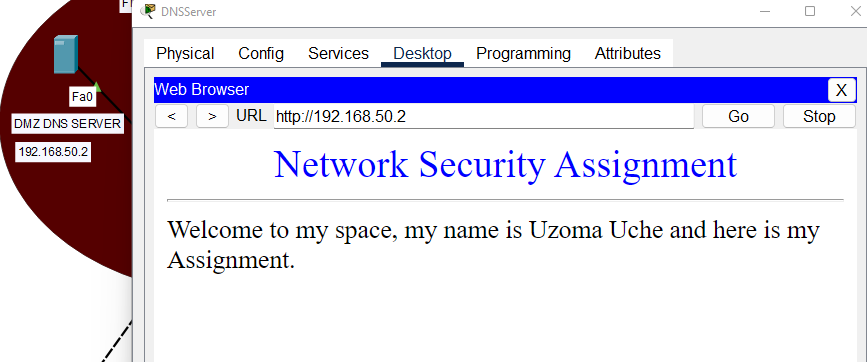 DNSServer
Physical Config Services Desktop Programming Attributes
Web Browser X
< > URL http://192.168.50.2 Go Stop
Fa0
DMZ DNS SERVER
192.168.50.2
Network Security Assignment
Welcome to my space, my name is Uzoma Uche and here is my
Assignment.